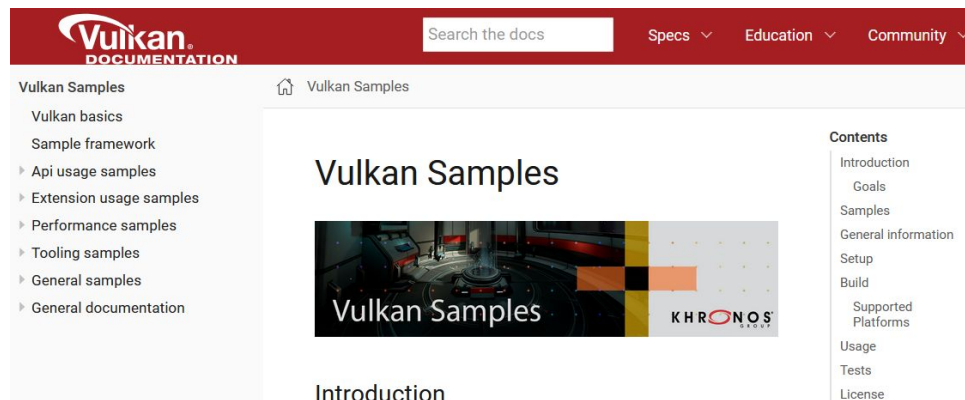 Vulkan.
DOCUMENTATION
Search the docs
Specs
Education
Community
Vulkan Samples
Vulkan basics
Sample framework
Api usage samples
Extension usage samples
Performance samples
Tooling samples
General samples
General documentation
Vulkan Samples
Vulkan Samples
Vulkan Samples
KHRONOS
GROUP
Introduction
Contents
Introduction
Goals
Samples
General information
Setup
Build
Supported
Platforms
Usage
Tests
License